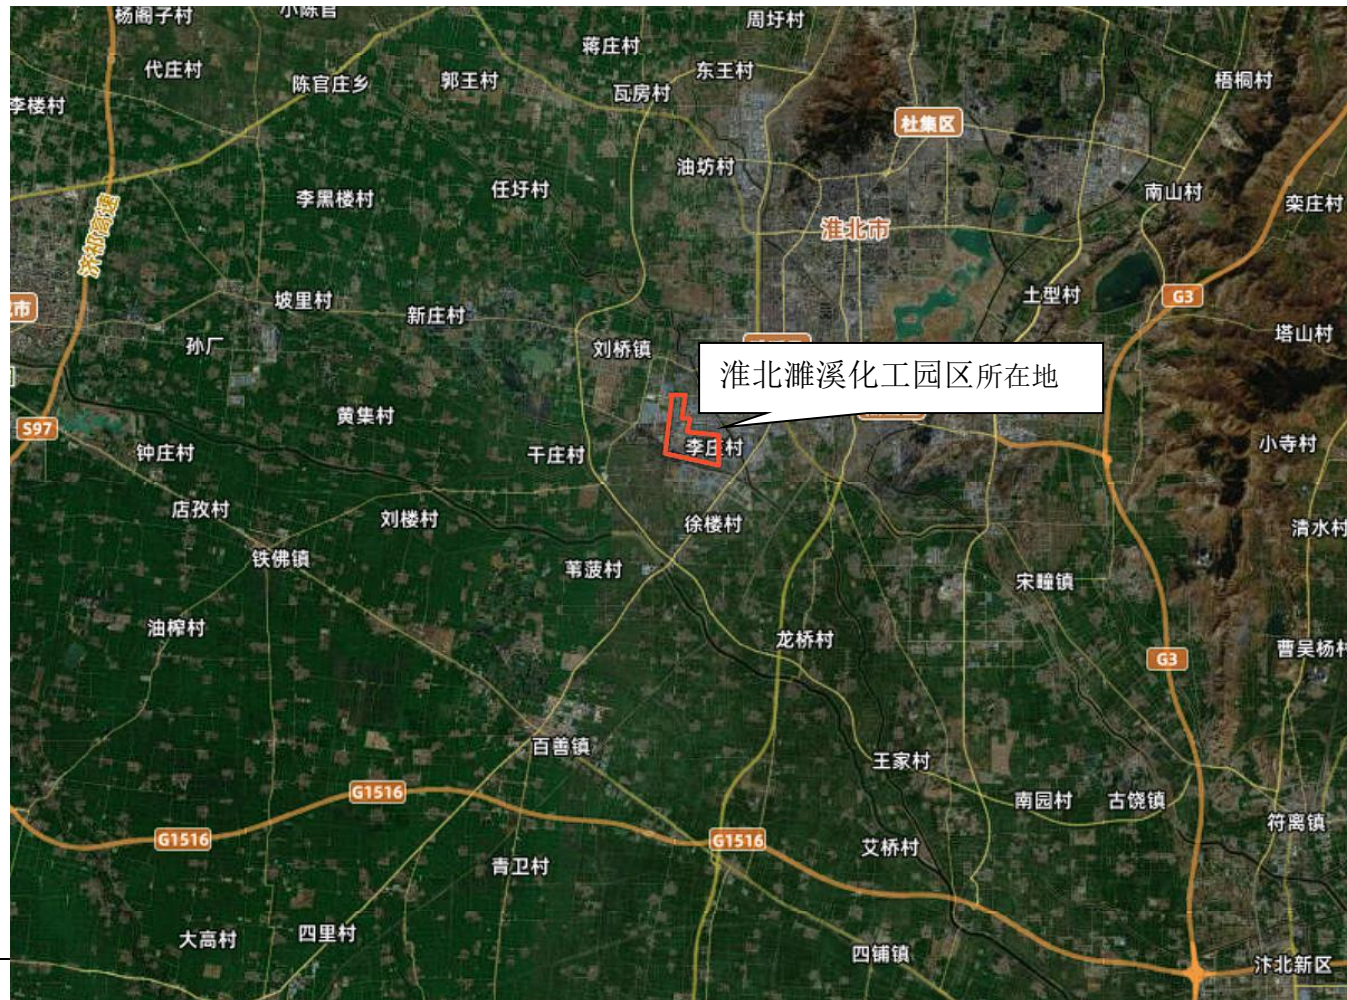 杨阁子村
小陈官
周圩村
蒋庄村
代庄村
陈官庄乡
郭王村
瓦房村
东王村
梧桐村
李楼村
杜集区
油坊村
李黑楼村
任圩村
南山村
栾庄村
济祁高速
淮北市
坡里村
新庄村
土型村
G3
市
孙厂
刘桥镇
塔山村
淮北濉溪化工园区所在地
黄集村
S97
钟庄村
干庄村
李庄村
小寺村
店孜村
刘楼村
徐楼村
清水村
铁佛镇
苇菠村
宋疃镇
油榨村
龙桥村
曹吴杨村
G3
百善镇
王家村
G1516
南园村
古饶镇
符离镇
G1516
G1516
艾桥村
青卫村
大高村
四里村
四铺镇
汴北新区